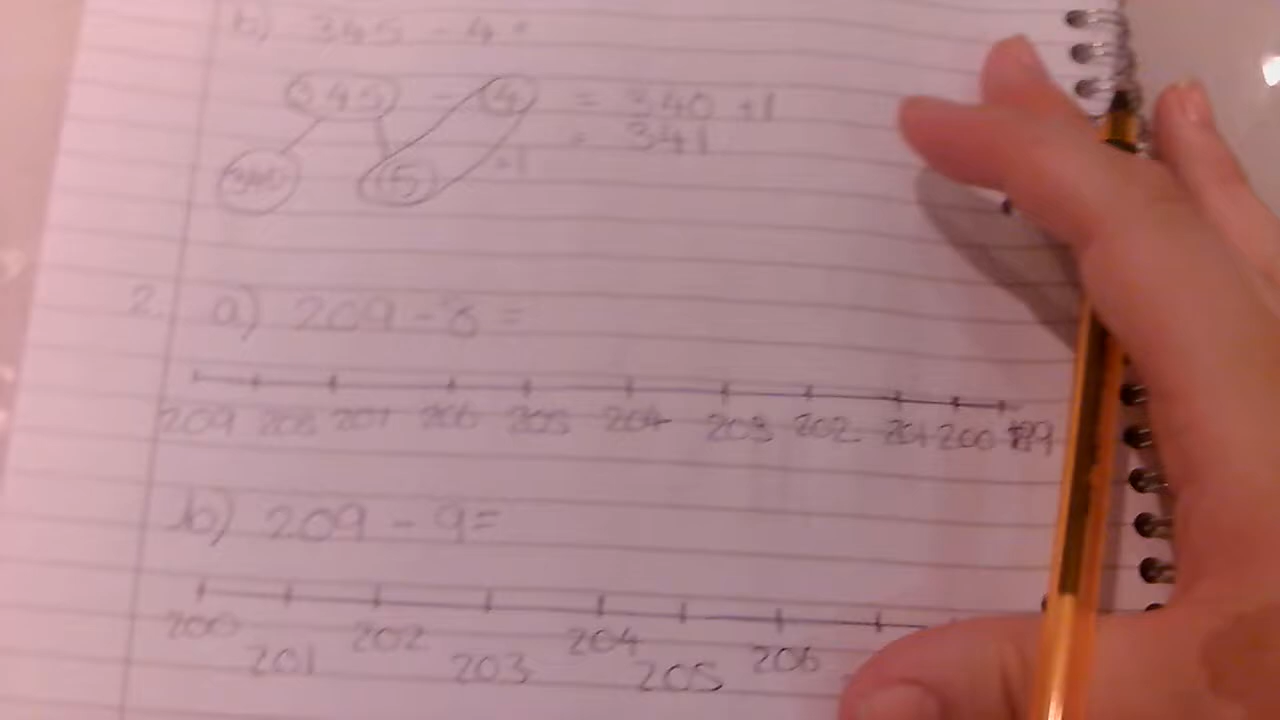 b) 345 - 4 =
345 - 4 = 340 + 1
340 5 -1 = 341
2. a) 209 - 8 =
209 208 207 206 205 204 203 202 201 200 199
b) 209 - 9 =
200 201 202 203 204 205 206